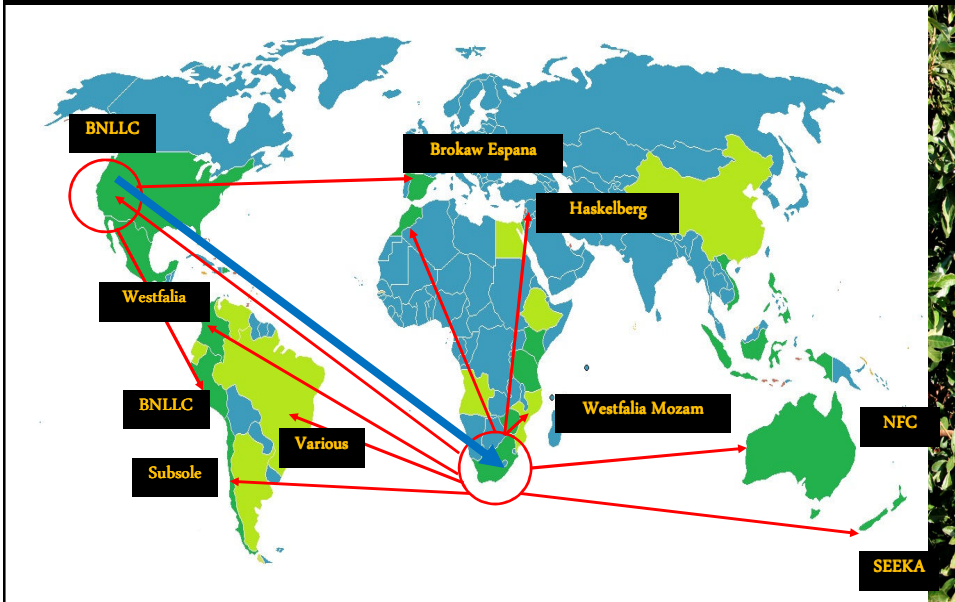 BNLLC
Brokaw Espana
Haskelberg
Westfalia
BNLLC
Westfalia Mozam
NFC
Various
Subsole
SEEKA